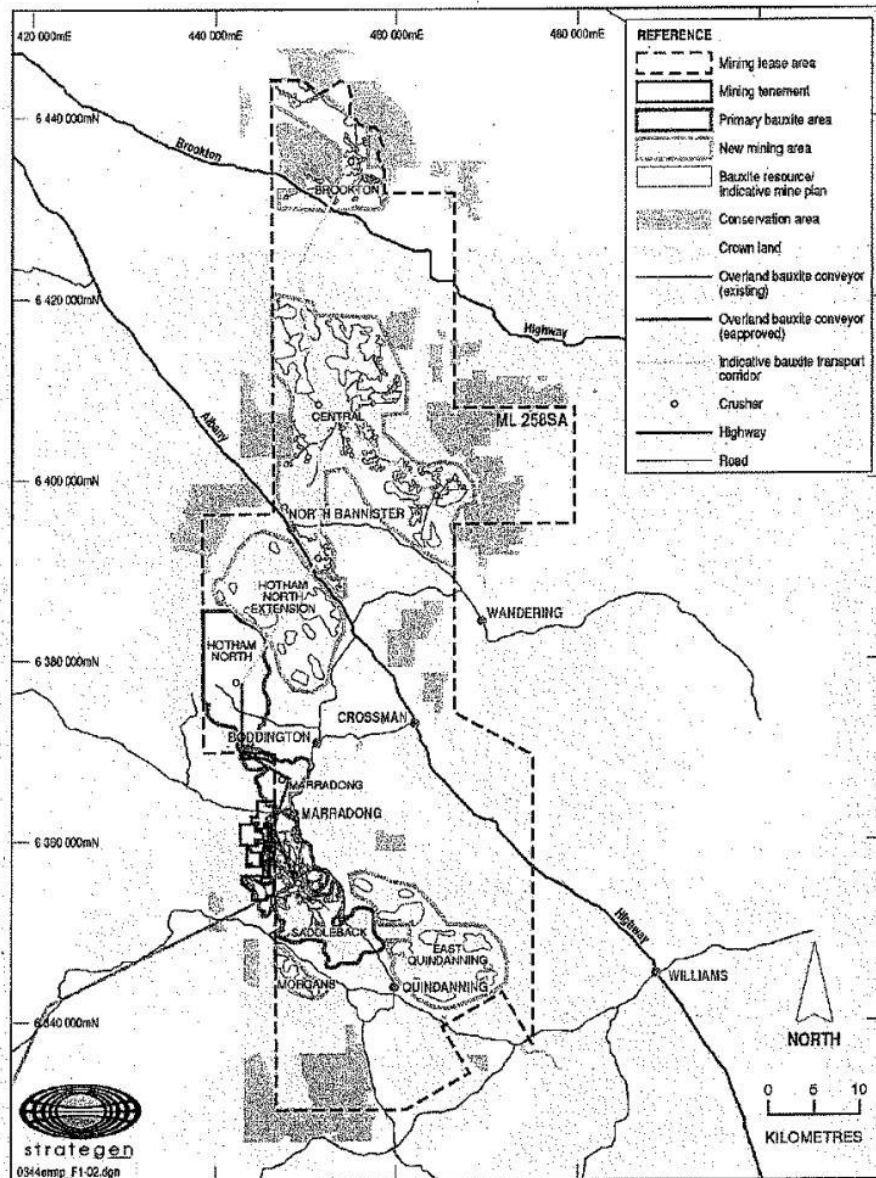 420 000mE
440 000mE
460 000mE
480 000mE
REFERENCE
Mining lease area
Mining tenement
Primary bauxite area
New mining area
Bauxite resource/
indicative mine plan
Conservation area
Crown land
Overland bauxite conveyor
(existing)
Overland bauxite conveyor
(eapproved)
Indicative bauxite transport
corridor
Crusher
Highway
Road
6 440 000mN
Brookton
BROOKTON
6 420 000mN
Highway
CENTRAL
ML 258SA
Albany
6 400 000mN
NORTH BANNISTER
HOTHAM
NORTH
EXTENSION
WANDERING
HOTHAM
NORTH
6 380 000mN
CROSSMAN
BODDINGTON
MARRADONG
MARRADONG
6 360 000mN
SADDLEBACK
EAST
QUINDANNING
Highway
WILLIAMS
MORGANS
QUINDANNING
6 340 000mN
NORTH
0 5 10
KILOMETRES
strategen
0344emp_F1-02.dgn